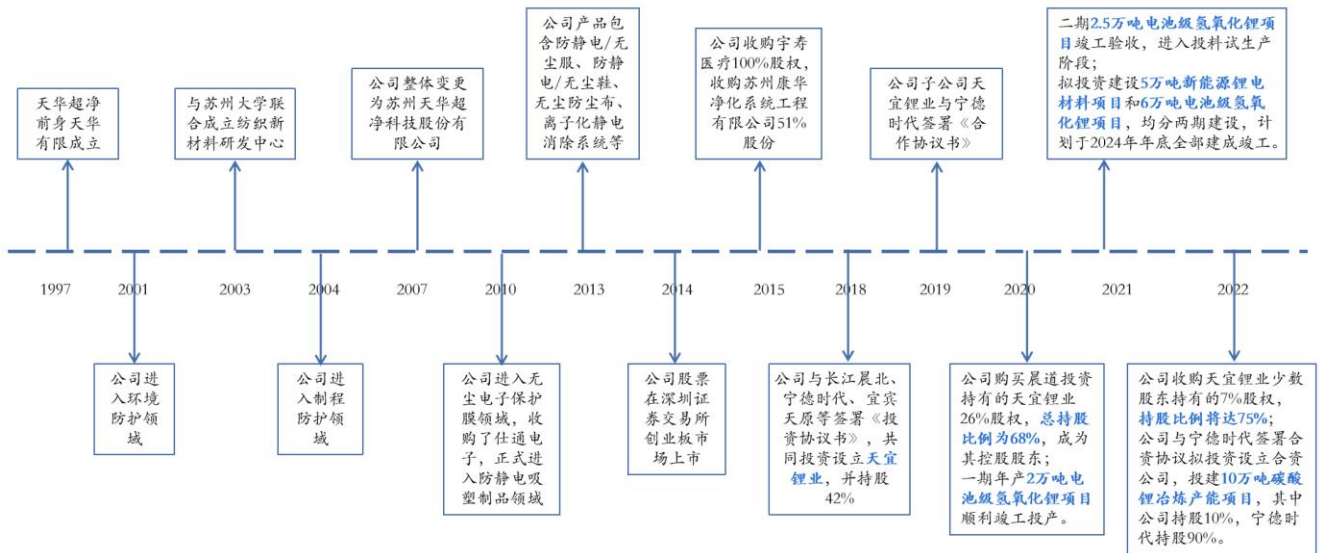 天华超净
前身天华
有限成立
与苏州大学联
合成立纺织新
材料研发中心
公司整体变更
为苏州天华超
净科技股份有
限公司
公司产品包
含防静电/无
尘服、防静
电/无尘鞋、
无尘防尘布、
离子化静电
消除系统等
公司收购宇寿
医疗100%股权,
收购苏州康华
净化系统工程
有限公司51%
股份
公司子公司天
宜锂业与宁德
时代签署《合
作协议书》
二期2.5万吨电池级氢氧化锂项
目竣工验收，进入投料试生产
阶段；
拟投资建设5万吨新能源锂电
材料项目和6万吨电池级氢氧
化锂项目，均分两期建设，计
划于2024年年底全部建成竣工。
1997
2001
2003
2004
2007
2010
2013
2014
2015
2018
2019
2020
2021
2022
公司进
入环境
防护领
域
公司进
入制程
防护领
域
公司进入无
尘电子保护
膜领域，收
购了仕通电
子，正式进
入防静电吸
塑制品领域
公司股票
在深圳证
券交易所
创业板市
场上市
公司与长江晨北、
宁德时代、宜宾
天原等签署《投
资协议书》，共
同投资设立天宜
锂业，并持股
42%
公司购买晨道投资
持有的天宜锂业
26%股权，总持股
比例为68%，成为
其控股股东；
一期年产2万吨电
池级氢氧化锂项目
顺利竣工投产。
公司收购天宜锂业少数
股东持有的7%股权，
持股比例将达75%；
公司与宁德时代签署合
资协议拟投资设立合资
公司，投建10万吨碳酸
锂冶炼产能项目，其中
公司持股10%，宁德时
代持股90%。